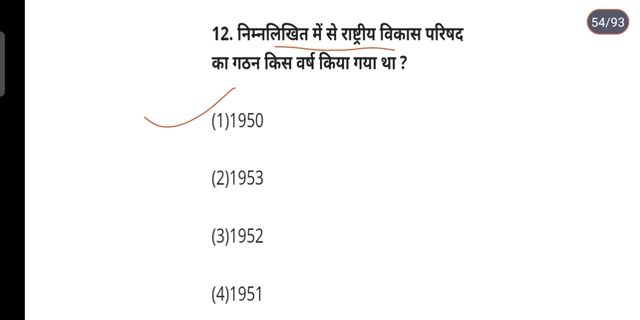 54/93
12. निम्नलिखित में से राष्ट्रीय विकास परिषद
का गठन किस वर्ष किया गया था ?
(1)1950
(2)1953
(3)1952
(4)1951